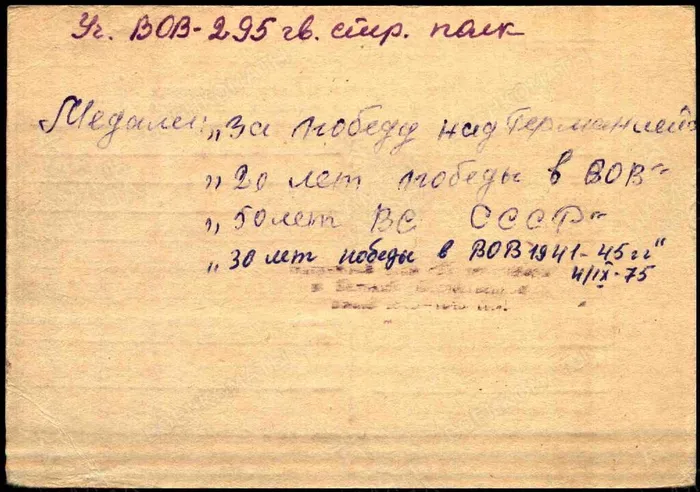 Уч. ВОВ - 295 гв. стр. полк
Медали: „За победу над Германией"
„20 лет победы в ВОВ"
„50 лет ВС СССР"
„30 лет победы в ВОВ 1941-45 гг"
4/IX-75